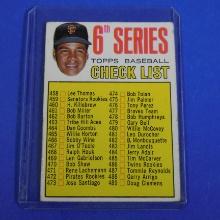 6th SERIES
TOPPS BASEBALL
CHECK LIST
458 Lee Thomas
459 Senators Rookies
460 H. Killebrew
461 Bob Miller
462 Bob Barton
463 Tribe Hill Aces
464 Dan Coombs
465 Willie Horton
466 Bobby Wine
467 Jim O'Toole
468 Ralph Houk
469 Len Gabrielson
470 Bob Shaw
471 Rene Lachemann
472 Pirates Rookies
473 Jose Santiago
474 Bob Tolan
475 Jim Palmer
476 Tony Perez
477 Braves Rookies
478 Bob Humphreys
479 Gary Bell
480 Willie McCovey
481 Leo Durocher
482 Bill Monbouquette
483 Jim Landis
484 Jerry Adair
485 Tim McCarver
486 Twins Rookies
487 Tommie Reynolds
488 Gerry Arrigo
489 Doug Clemens